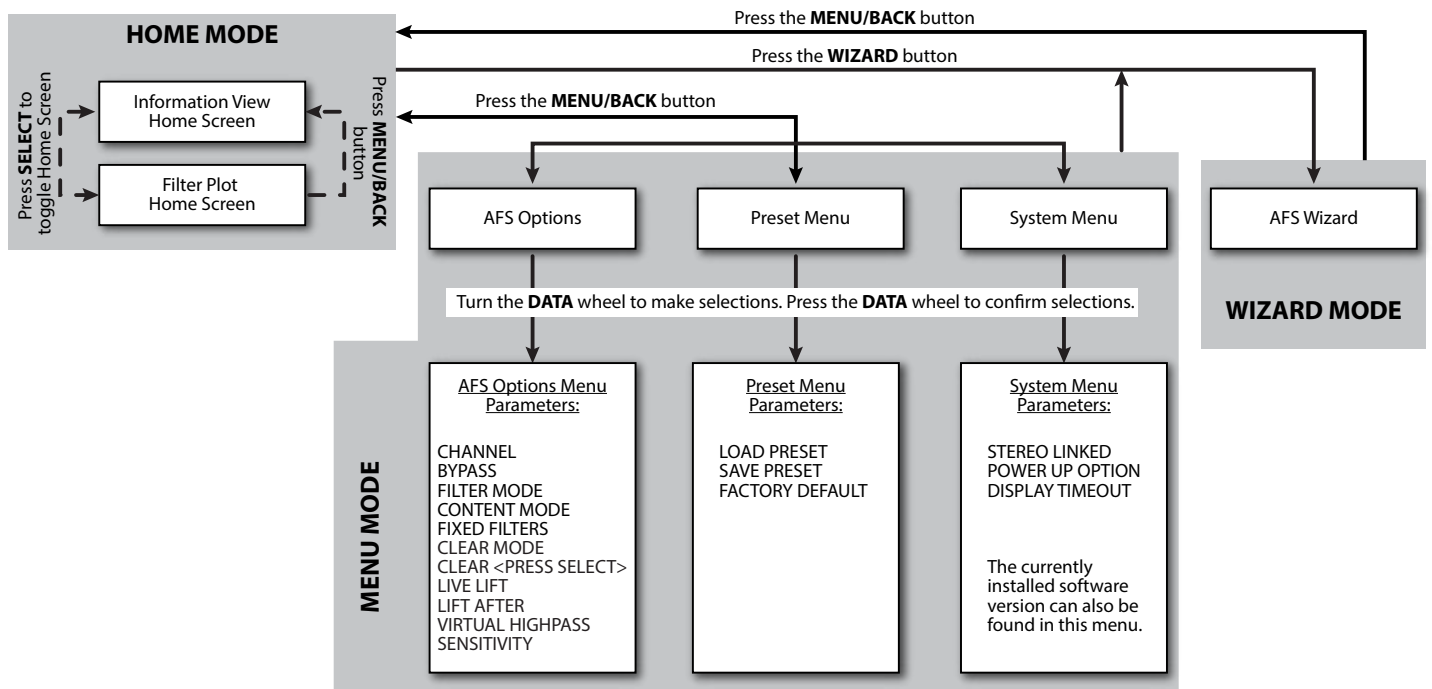 Press the MENU/BACK button
HOME MODE
Press the WIZARD button
Press SELECT to
toggle Home Screen
Information View
Home Screen
Filter Plot
Home Screen
Press MENU/BACK
button
Press the MENU/BACK button
AFS Options
Preset Menu
System Menu
AFS Wizard
WIZARD MODE
Turn the DATA wheel to make selections. Press the DATA wheel to confirm selections.
MENU MODE
AFS Options Menu
Parameters:
CHANNEL
BYPASS
FILTER MODE
CONTENT MODE
FIXED FILTERS
CLEAR MODE
CLEAR <PRESS SELECT>
LIVE LIFT
LIFT AFTER
VIRTUAL HIGHPASS
SENSITIVITY
Preset Menu
Parameters:
LOAD PRESET
SAVE PRESET
FACTORY DEFAULT
System Menu
Parameters:
STEREO LINKED
POWER UP OPTION
DISPLAY TIMEOUT
The currently
installed software
version can also be
found in this menu.